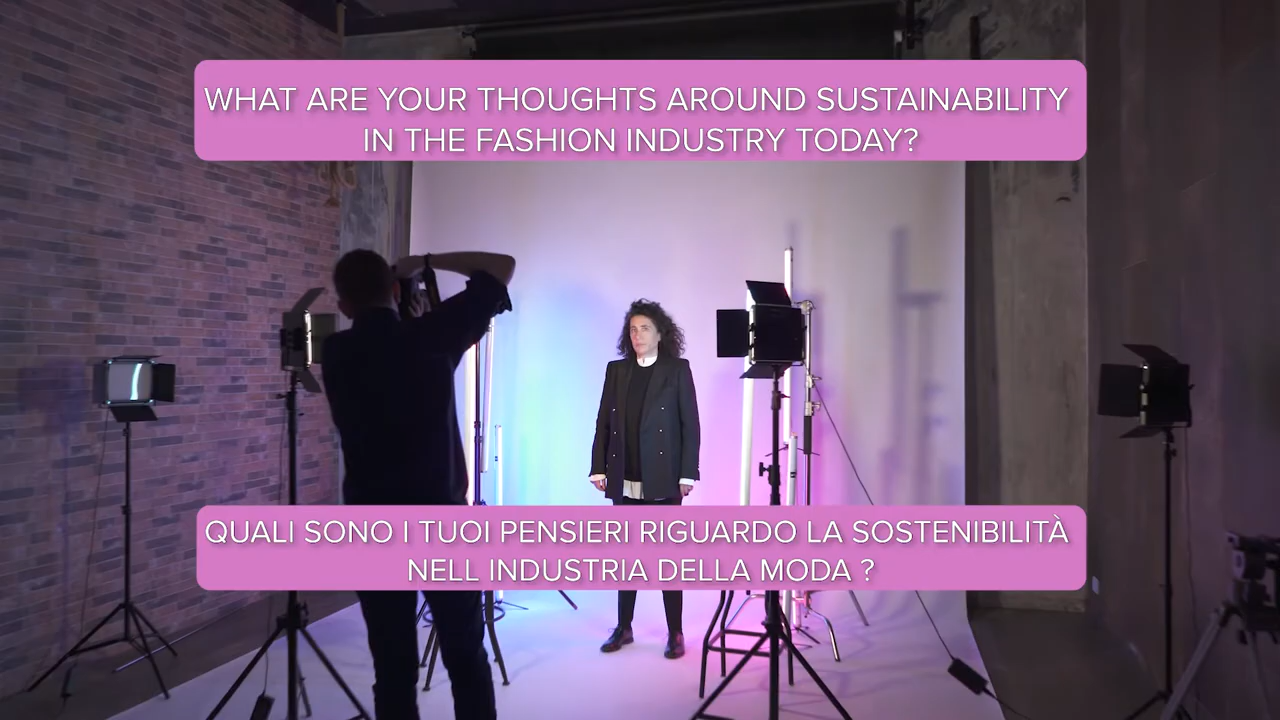 WHAT ARE YOUR THOUGHTS AROUND SUSTAINABILITY
IN THE FASHION INDUSTRY TODAY?
QUALI SONO I TUOI PENSIERI RIGUARDO LA SOSTENIBILITÀ
NELL INDUSTRIA DELLA MODA ?